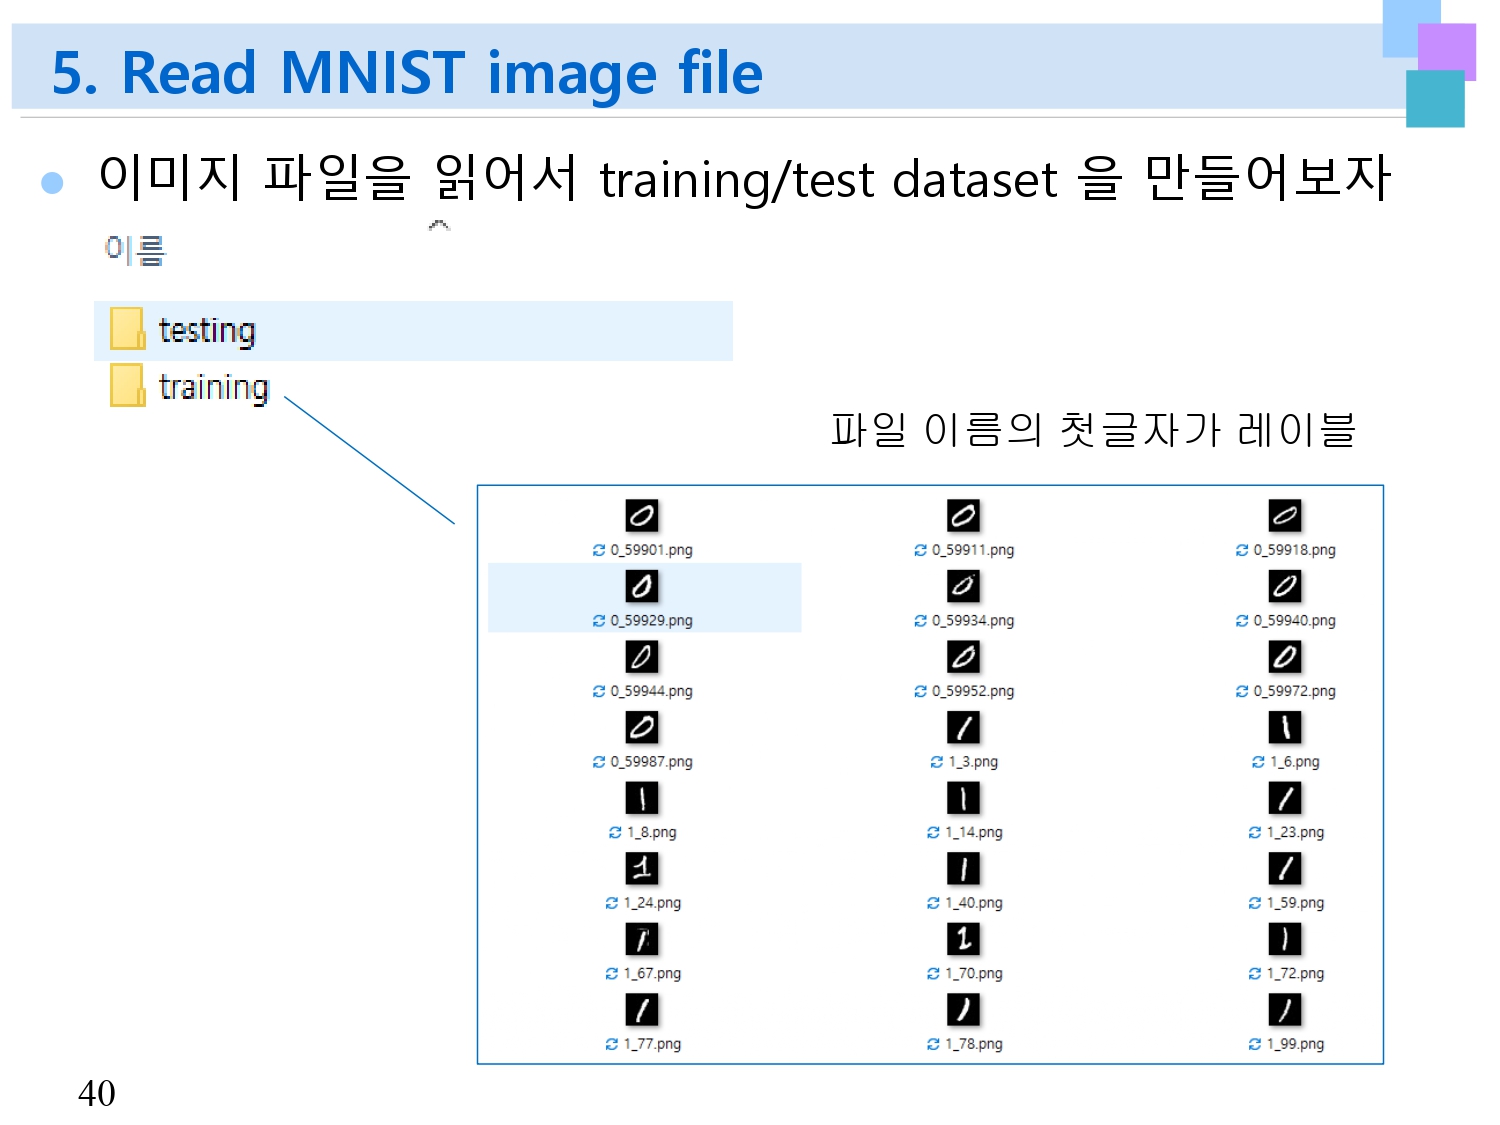 5. Read MNIST image file
이미지 파일을 읽어서 training/test dataset 을 만들어보자
이름
testing
training
파일 이름의 첫글자가 레이블
0_59901.png 0_59911.png 0_59918.png
0_59929.png 0_59934.png 0_59940.png
0_59944.png 0_59952.png 0_59972.png
0_59987.png 1_3.png 1_6.png
1_8.png 1_14.png 1_23.png
1_24.png 1_40.png 1_59.png
1_67.png 1_70.png 1_72.png
1_77.png 1_78.png 1_99.png
40